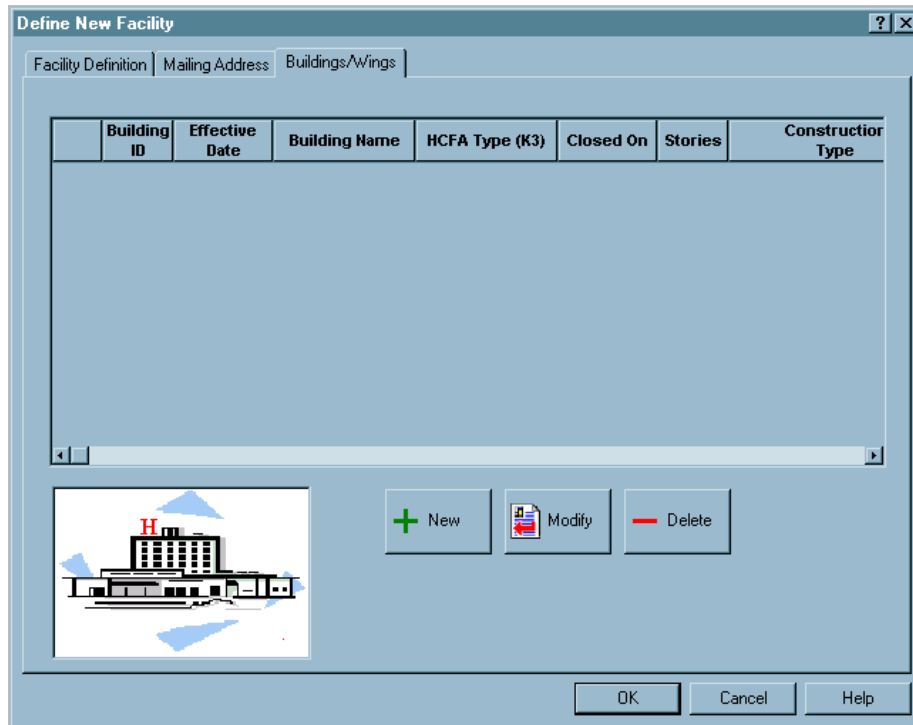 Define New Facility
Facility Definition
Mailing Address
Buildings/Wings
Building ID
Effective Date
Building Name
HCFA Type (K3)
Closed On
Stories
Construction Type
H
New
Modify
Delete
OK
Cancel
Help